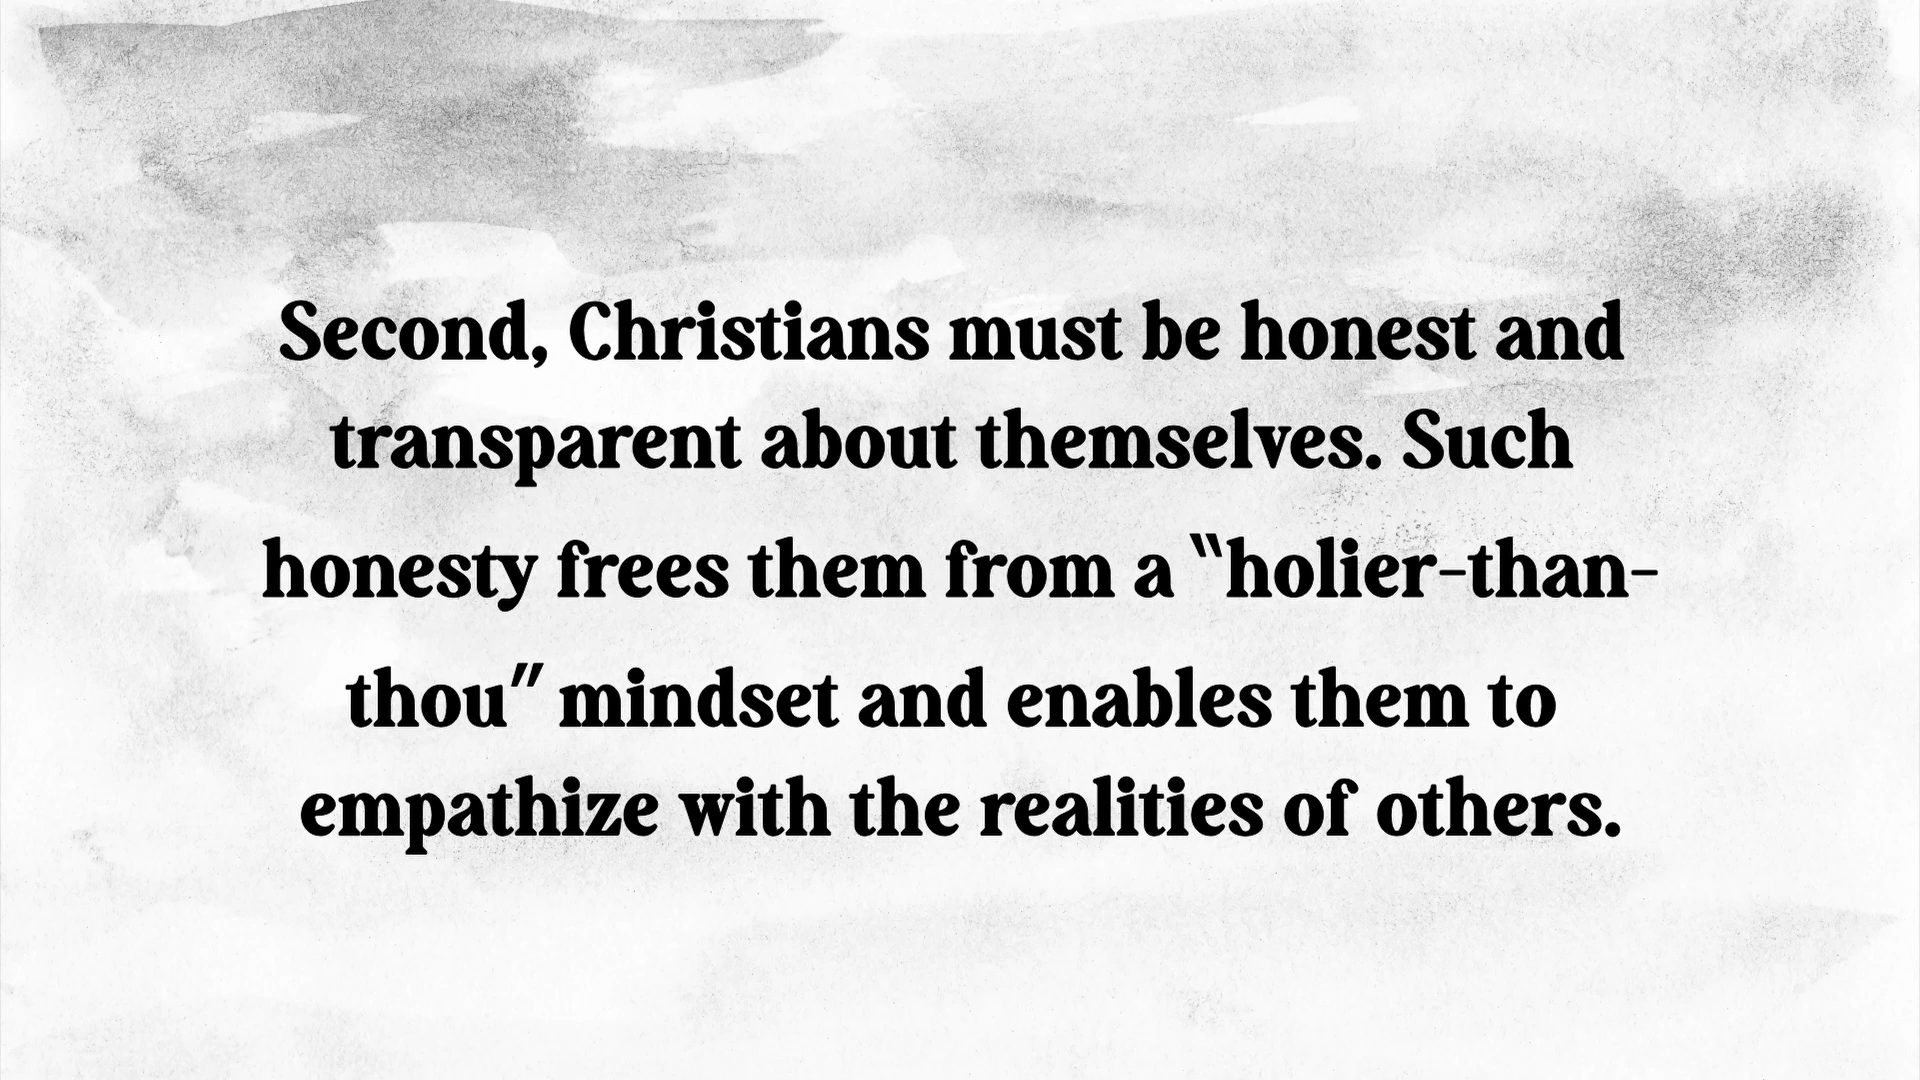 Second, Christians must be honest and
transparent about themselves. Such
honesty frees them from a “holier-than-
thou” mindset and enables them to
empathize with the realities of others.